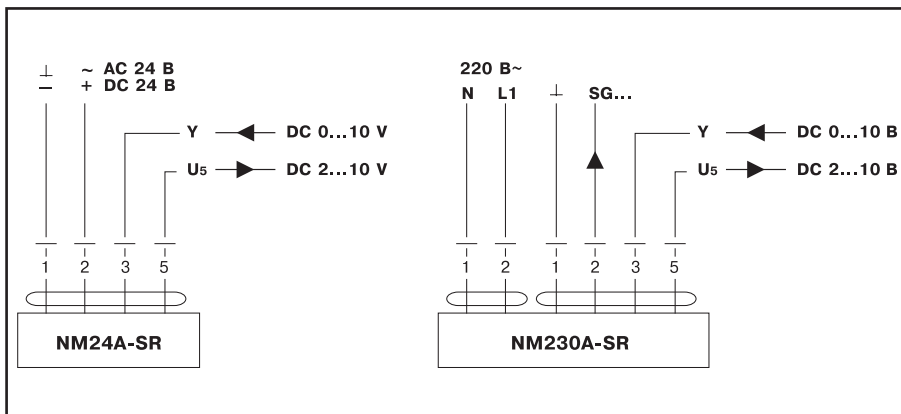 ⊥ ~ AC 24 В
− + DC 24 В
Y DC 0...10 V
U5 DC 2...10 V
1 2 3 5
NM24A-SR
220 В~
N L1 ⊥ SG...
Y DC 0...10 В
U5 DC 2...10 В
1 2 1 2 3 5
NM230A-SR